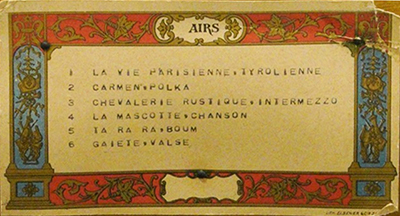 AIRS
1 LA VIE PARISIENNE,TYROLIENNE
2 CARMEN,POLKA
3 CHEVALERIE RUSTIQUE,INTERMEZZO
4 LA MASCOTTE,CHANSON
5 TA RA RA,BOUM
6 GAIETE,VALSE